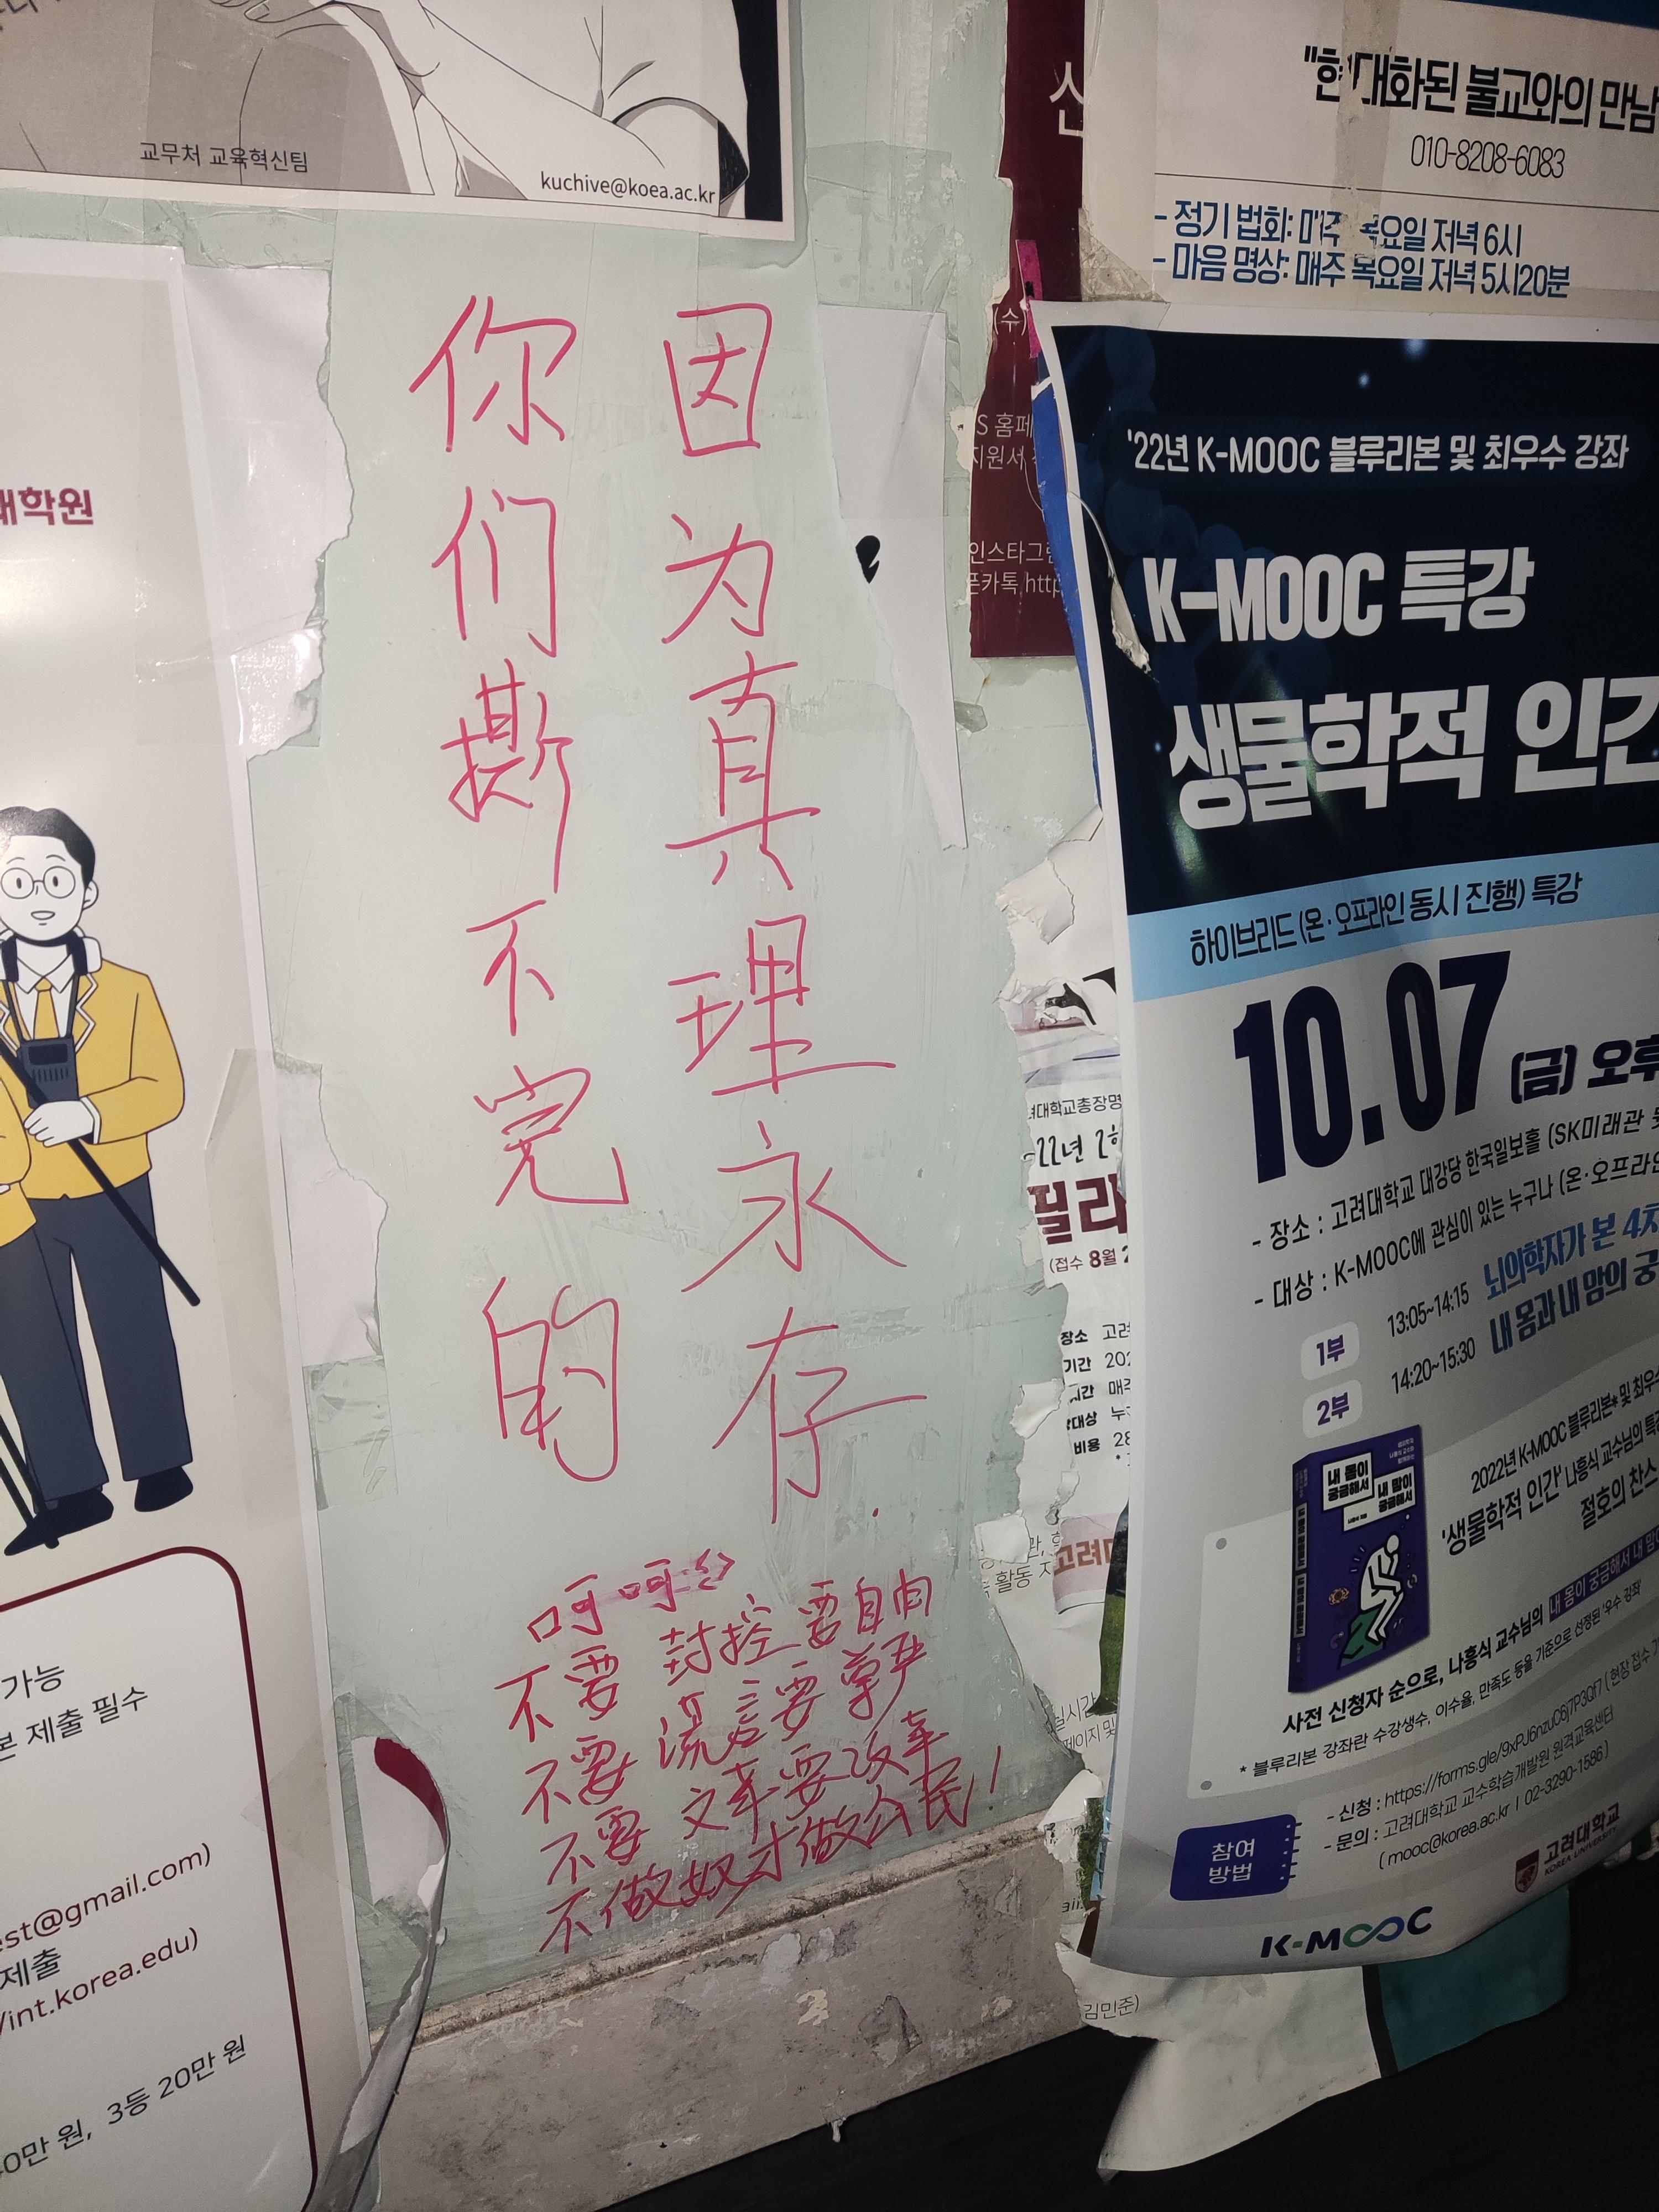 교무처 교육혁신팀
kuchive@koea.ac.kr
"현대화된 불교와의 만남
010-8208-6083
- 정기 법회: 매주 목요일 저녁 6시
- 마음 명상: 매주 목요일 저녁 5시20분
대학원
你们撕不完的
因为真理永存.
呵呵
不要封控要自由
不要谎言要尊严
不要文革要改革
不做奴才做公民!
(수)
S 홈페
지원서
인스타그램
픈카톡 http
'22년 K-MOOC 블루리본 및 최우수 강좌
K-MOOC 특강
생물학적 인간
하이브리드 (온·오프라인 동시 진행) 특강
10.07 (금) 오후
- 장소 : 고려대학교 대강당 한국일보홀 (SK미래관 옆
- 대상 : K-MOOC에 관심이 있는 누구나 (온·오프라인
1부 13:05~14:15 뇌의학자가 본 4차
2부 14:20~15:30 내 몸과 내 맘의 궁
내 몸이 궁금해서
내 맘이 궁금해서
2022년 K-MOOC 블루리본* 및 최우수
'생물학적 인간' 나흥식 교수님의 특강
절호의 찬스
사전 신청자 순으로, 나흥식 교수님의 내 몸이 궁금해서 내 맘이
* 블루리본 강좌란 수강생수, 이수율, 만족도 등을 기준으로 선정된 '우수 강좌'
참여
방법
- 신청 : https://forms.gle/9xPJ6nzuC6j7P3Qf7 ( 현장 접수
- 문의 : 고려대학교 교수학습개발원 원격교육센터
( mooc@korea.ac.kr I 02-3290-1586 )
고려대학교
KOREA UNIVERSITY
K-MOOC
려대학교총장명
22년 2
필라
(접수 8월 2
장소 고려
기간 202
시간 매주
대상 누
비용 28
고려대
활동 지
페이지 및
김민준)
가능
본 제출 필수
est@gmail.com)
제출
/int.korea.edu)
0만 원, 3등 20만 원